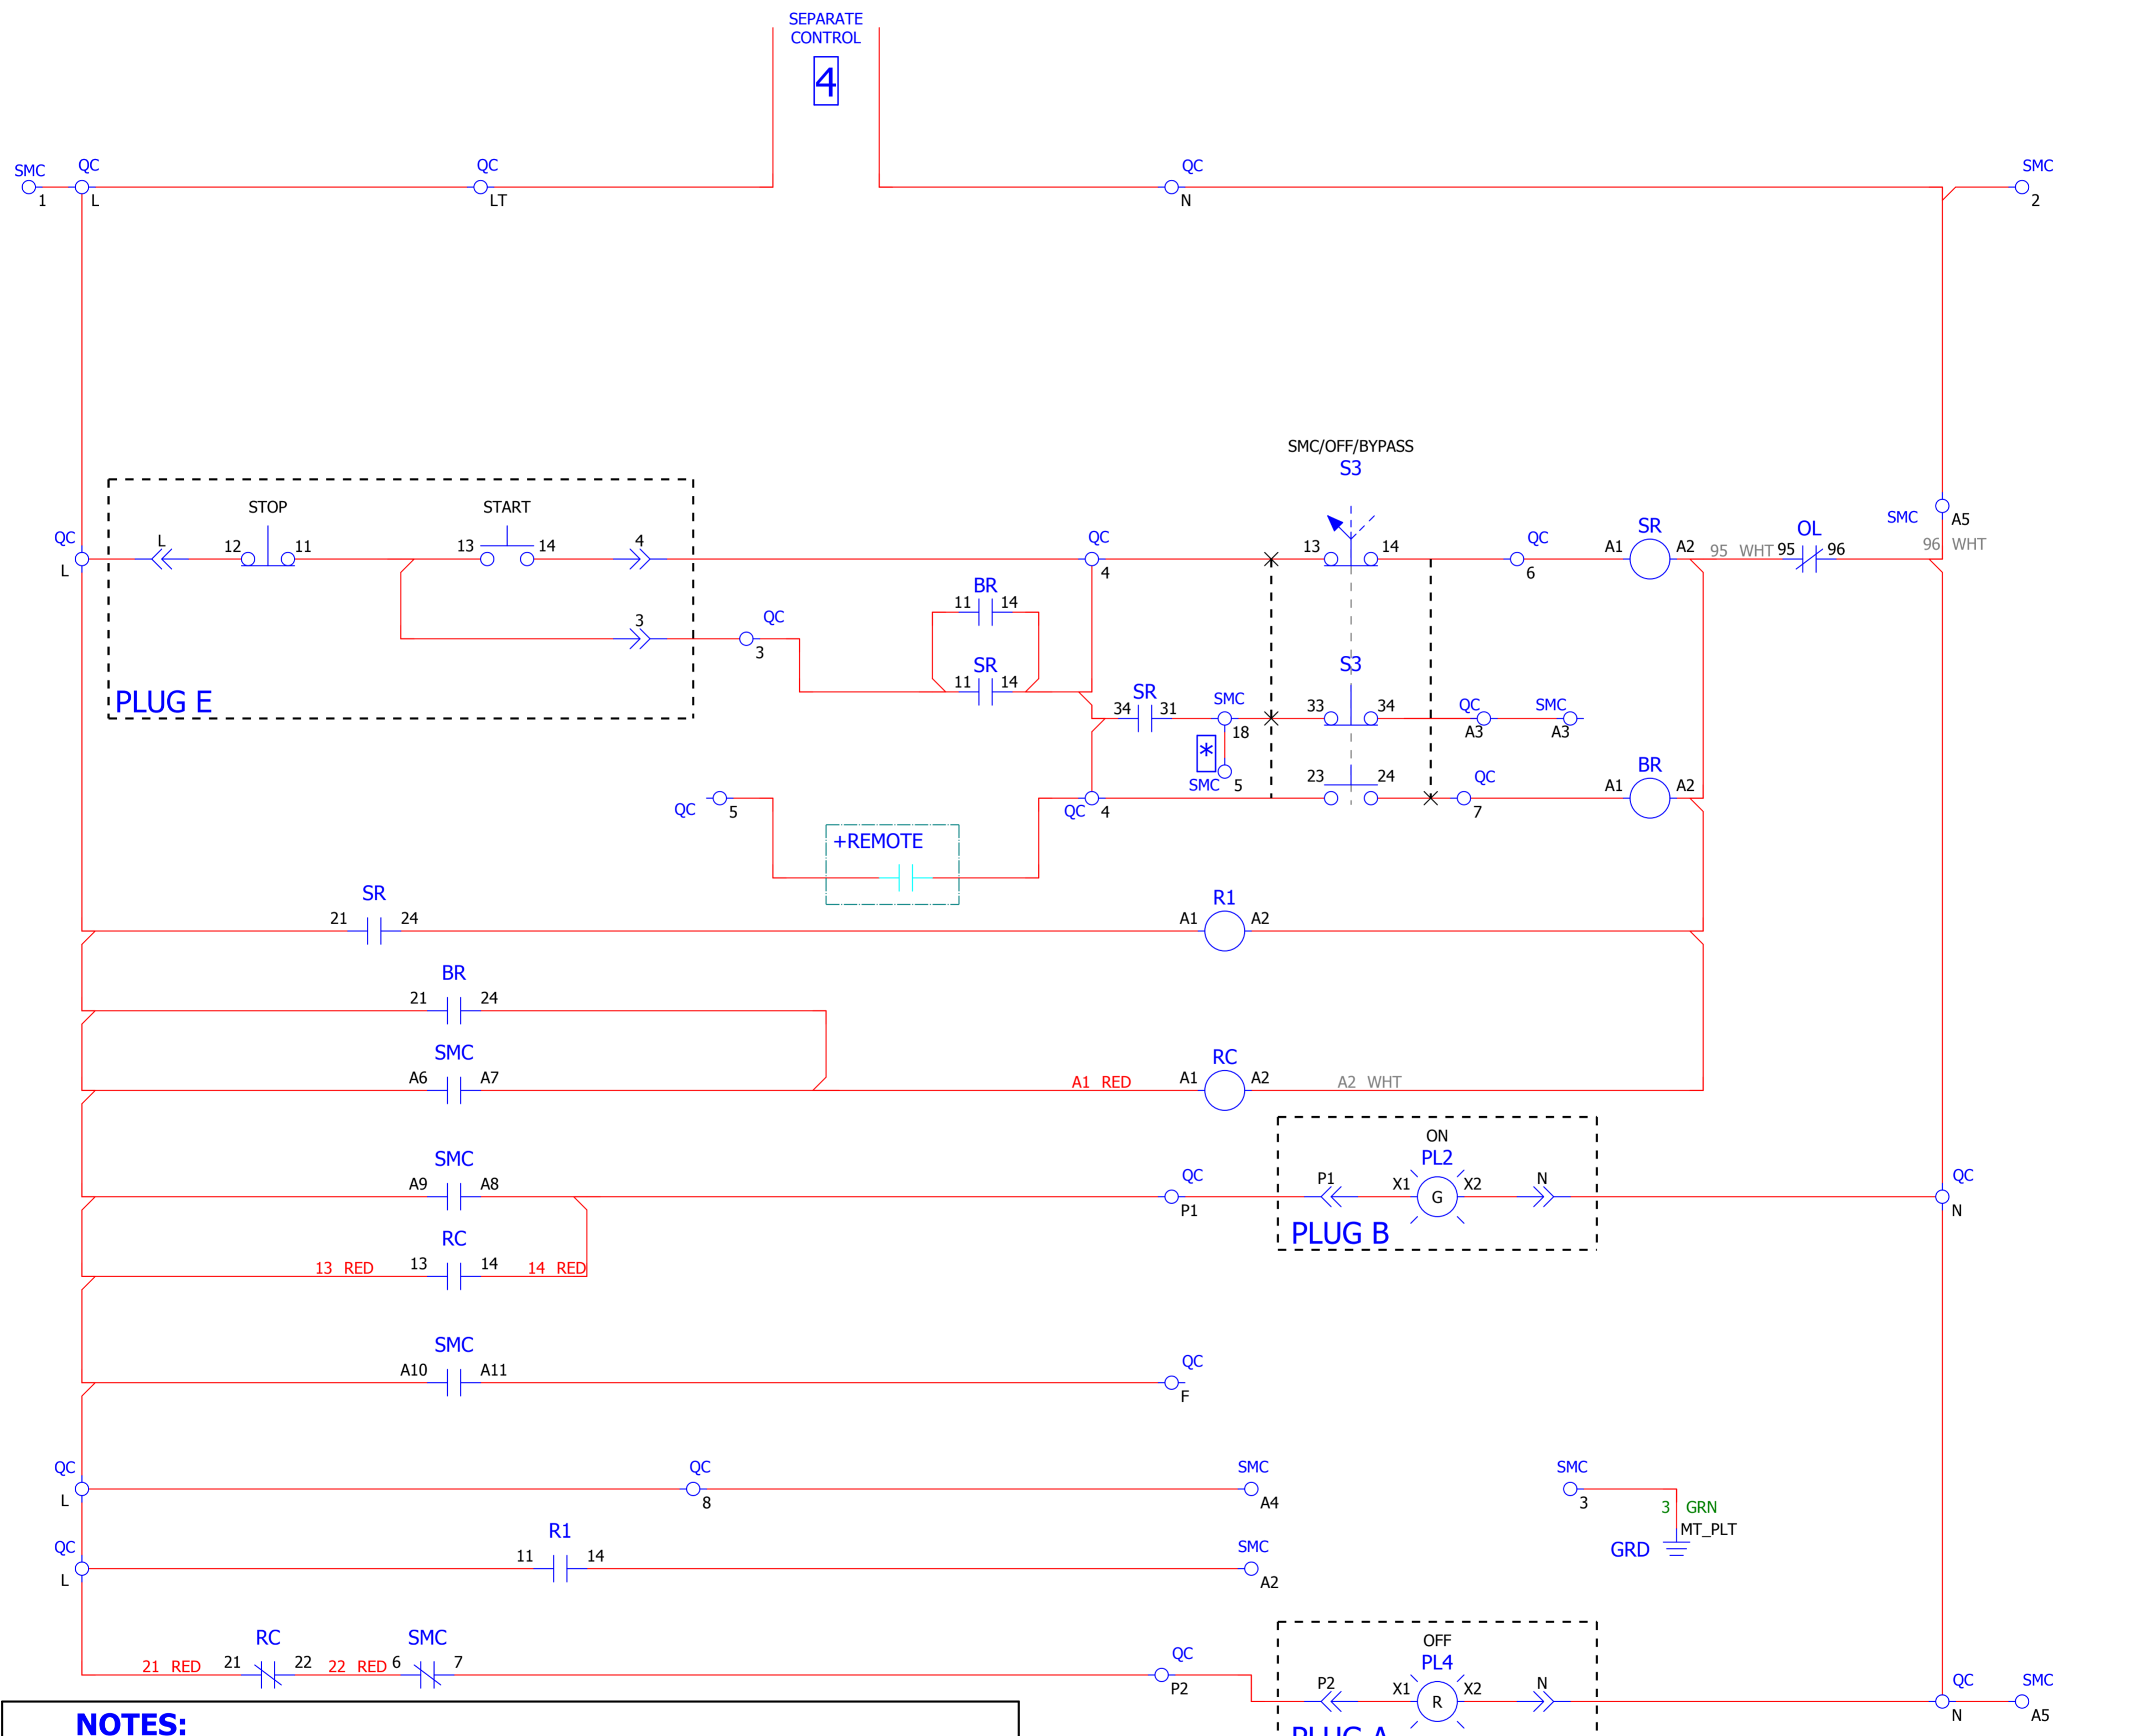 SEPARATE
CONTROL
4
SMC QC QC QC SMC
1 L LT N 2
SMC/OFF/BYPASS
S3
STOP START
QC L 12 11 13 14 4 QC 13 14 QC SR OL SMC A5
L 4 6 A1 A2 95 WHT 95 96 96 WHT
BR
11 14
3 QC
3
SR
11 14
S3
PLUG E
SR SMC QC SMC
34 31 18 33 34 A3 A3
*
SMC 5
23 24 QC BR
QC 5 QC 4 7 A1 A2
+REMOTE
SR R1
21 24 A1 A2
BR
21 24
SMC RC
A6 A7 A1 RED A1 A2 A2 WHT
ON
SMC QC PL2 QC
A9 A8 P1 P1 X1 G X2 N N
PLUG B
RC
13 RED 13 14 14 RED
SMC QC
A10 A11 F
QC QC SMC SMC
L 8 A4 3
3 GRN
MT_PLT
GRD
QC R1 SMC
L 11 14 A2
OFF
RC SMC QC PL4 QC SMC
21 RED 21 22 22 RED 6 7 P2 P2 X1 R X2 N N A5
NOTES:
PLUG A